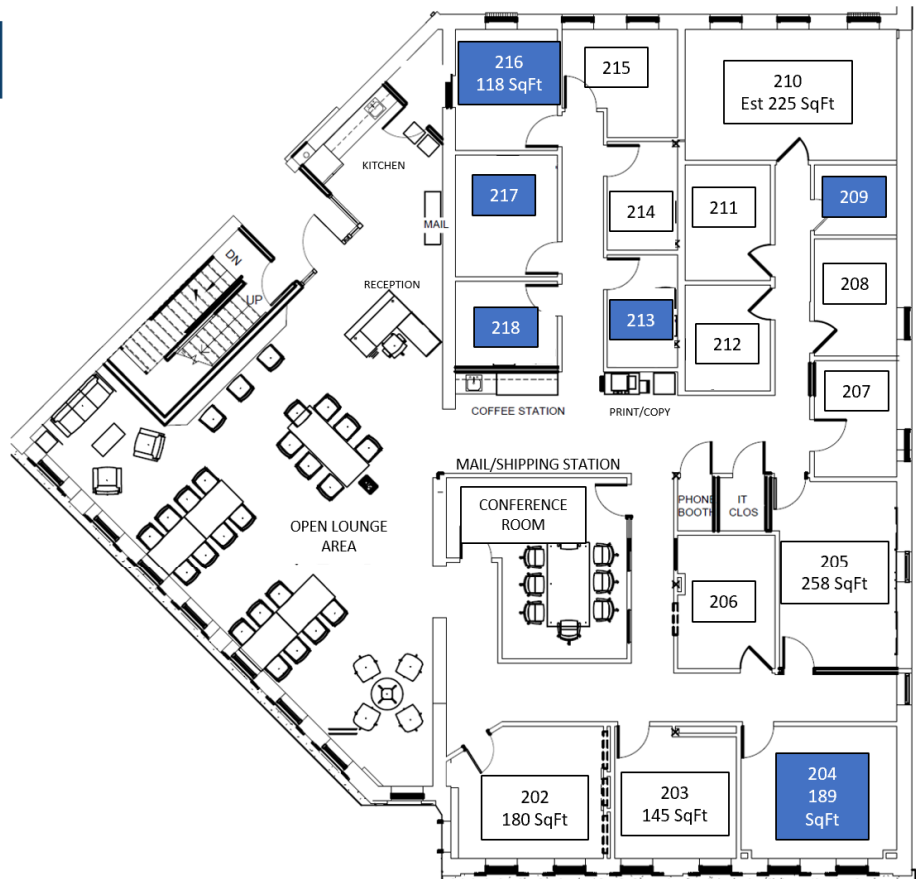 216
118 SqFt
215
210
Est 225 SqFt
KITCHEN
217
214
211
209
MAIL
DN
UP
RECEPTION
208
218
213
212
207
COFFEE STATION
PRINT/COPY
MAIL/SHIPPING STATION
CONFERENCE
ROOM
PHONE
BOOTH
IT
CLOS
OPEN LOUNGE
AREA
205
258 SqFt
206
202
180 SqFt
203
145 SqFt
204
189
SqFt